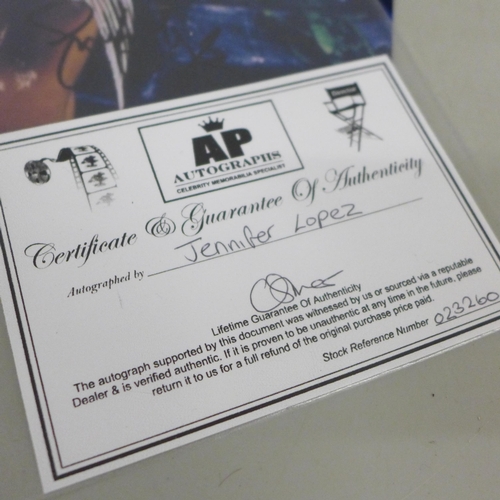 AP
AUTOGRAPHS
CELEBRITY MEMORABILIA SPECIALIST
Certificate & Guarantee Of Authenticity
Autographed by Jennifer Lopez
Lifetime Guarantee Of Authenticity
The autograph supported by this document was witnessed by us or sourced via a reputable
Dealer & is verified authentic. If it is proven to be unauthentic at any time in the future, please
return it to us for a full refund of the original purchase price paid.
Stock Reference Number 023260